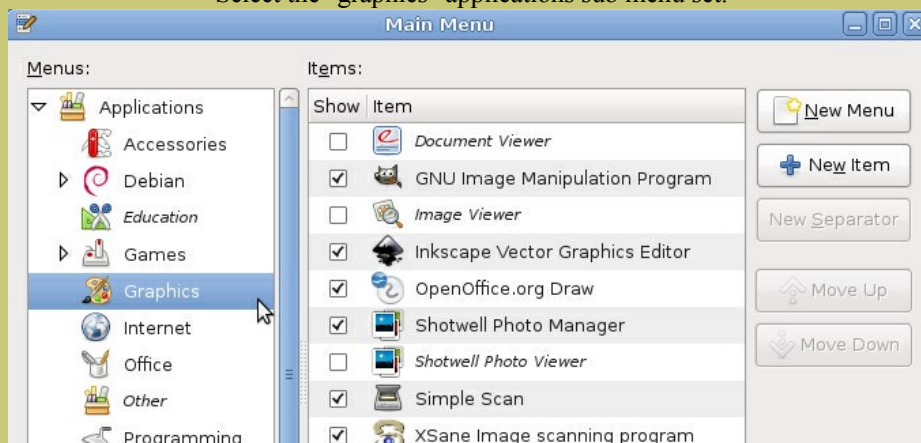 Select the "graphics" applications sub menu set.
Main Menu
Menus:
Applications
Accessories
Debian
Education
Games
Graphics
Internet
Office
Other
Programming
Items:
Show Item
Document Viewer
GNU Image Manipulation Program
Image Viewer
Inkscape Vector Graphics Editor
OpenOffice.org Draw
Shotwell Photo Manager
Shotwell Photo Viewer
Simple Scan
XSane Image scanning program
New Menu
New Item
New Separator
Move Up
Move Down